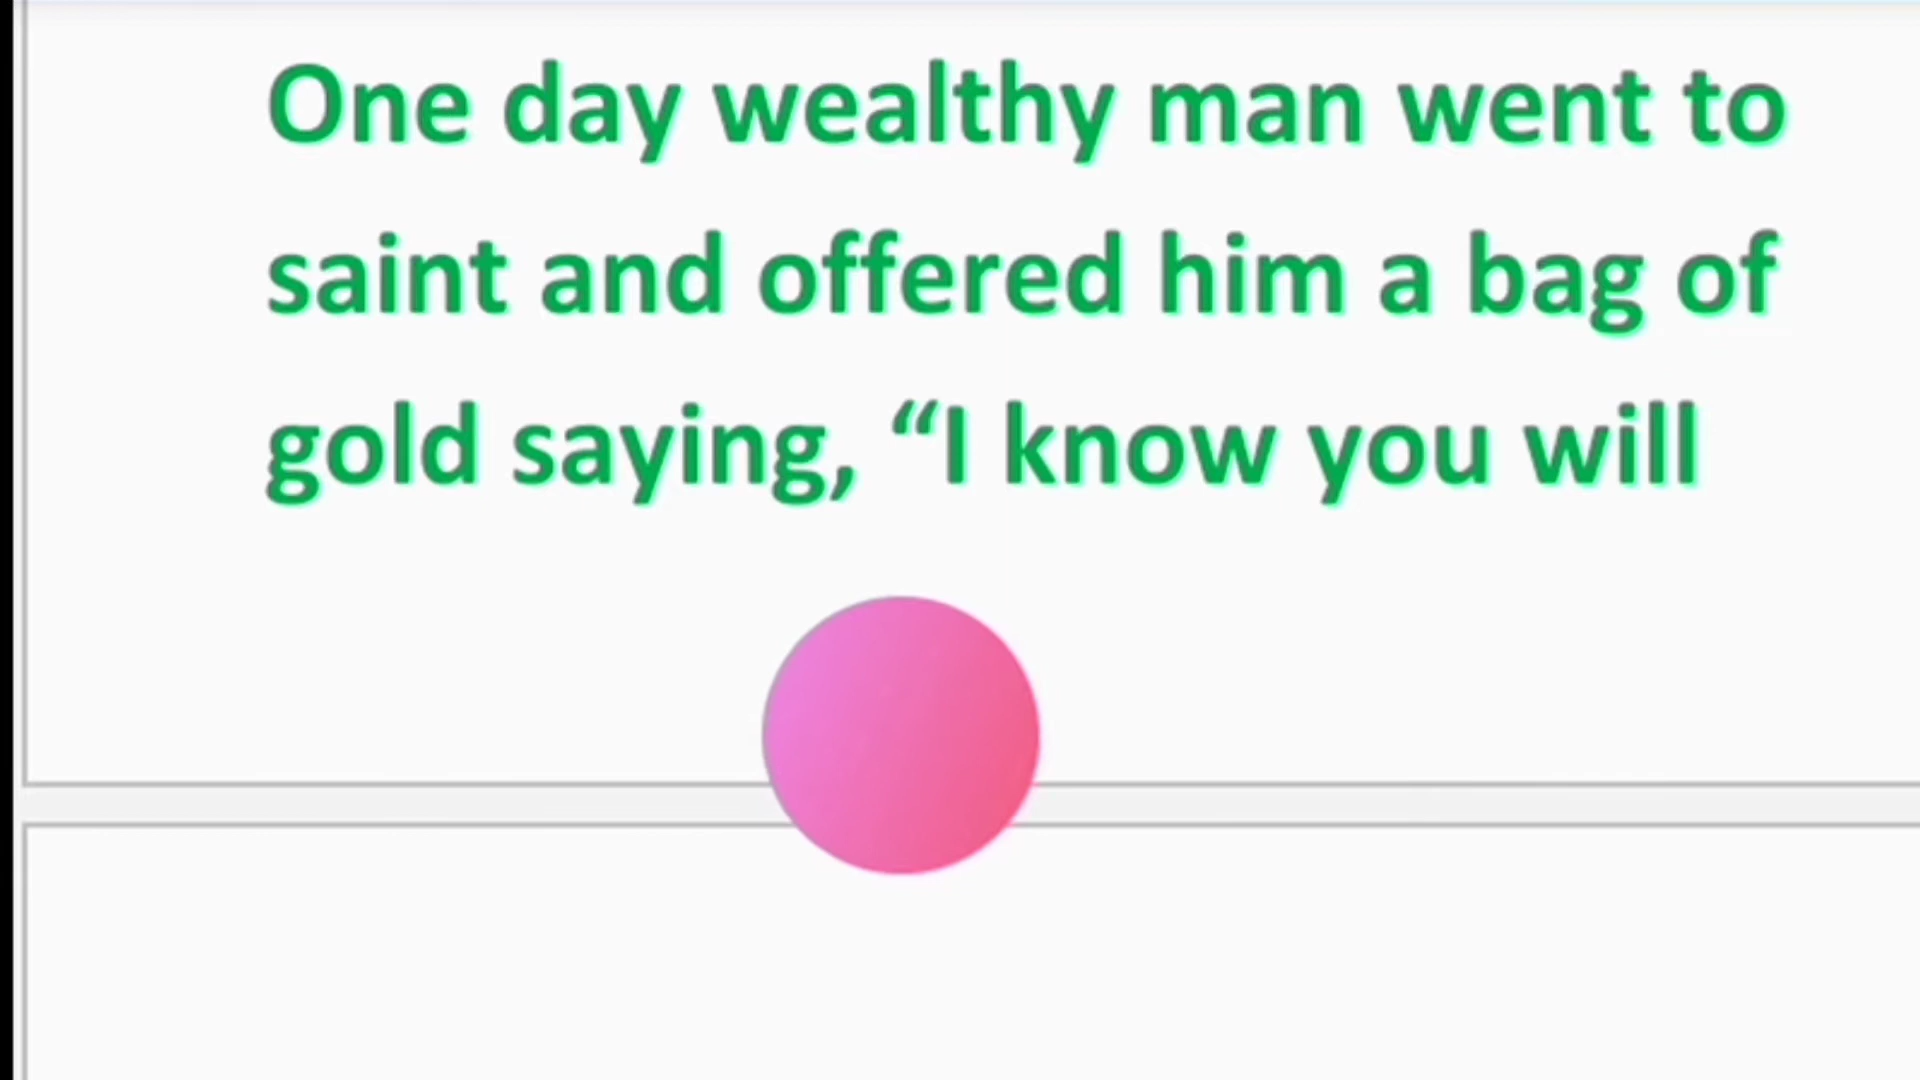 One day wealthy man went to
saint and offered him a bag of
gold saying, “I know you will